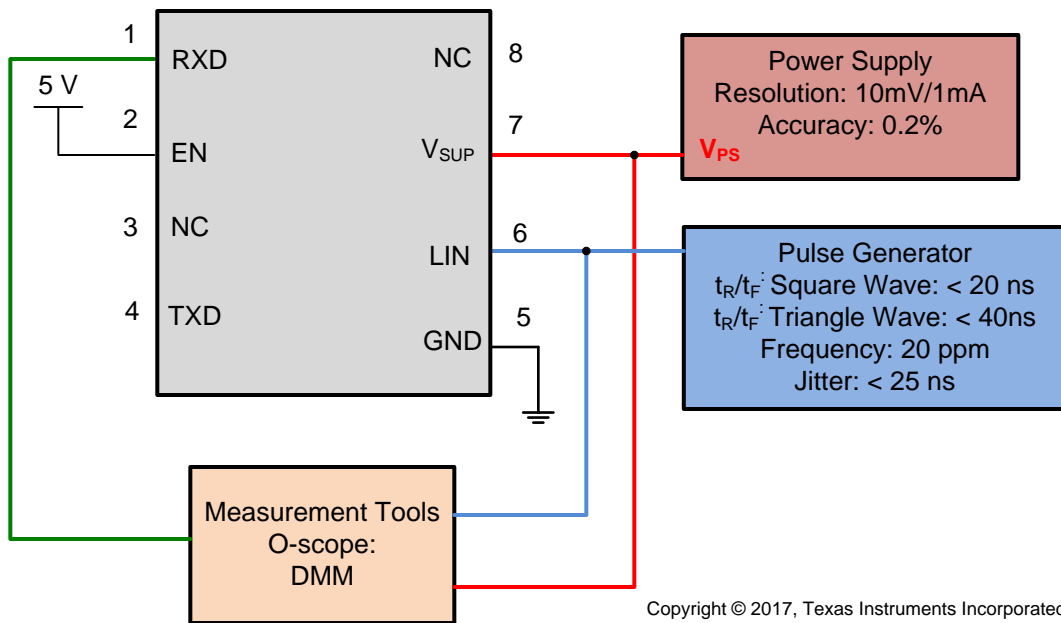 1
RXD
NC
8
5 V
2
EN
7
VSUP
3
NC
6
LIN
4
TXD
5
GND
Power Supply
Resolution: 10mV/1mA
Accuracy: 0.2%
VPS
Pulse Generator
tR/tF: Square Wave: < 20 ns
tR/tF: Triangle Wave: < 40ns
Frequency: 20 ppm
Jitter: < 25 ns
Measurement Tools
O-scope:
DMM
Copyright © 2017, Texas Instruments Incorporated